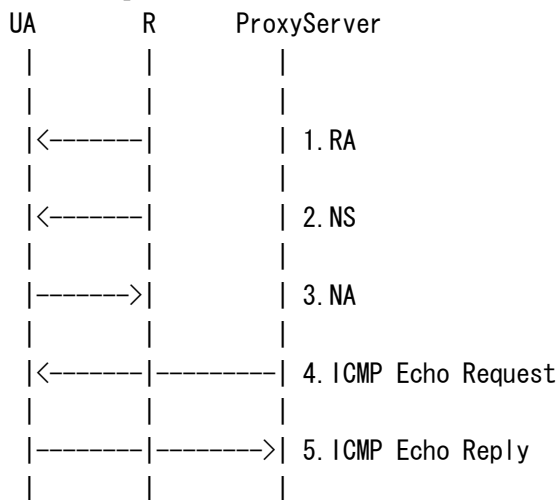 UA R ProxyServer
| | |
| | |
|<-------| | 1.RA
| | |
|<-------| | 2.NS
| | |
|------->| | 3.NA
| | |
|<-------|--------| 4.ICMP Echo Request
| | |
|--------|------->| 5.ICMP Echo Reply
| | |